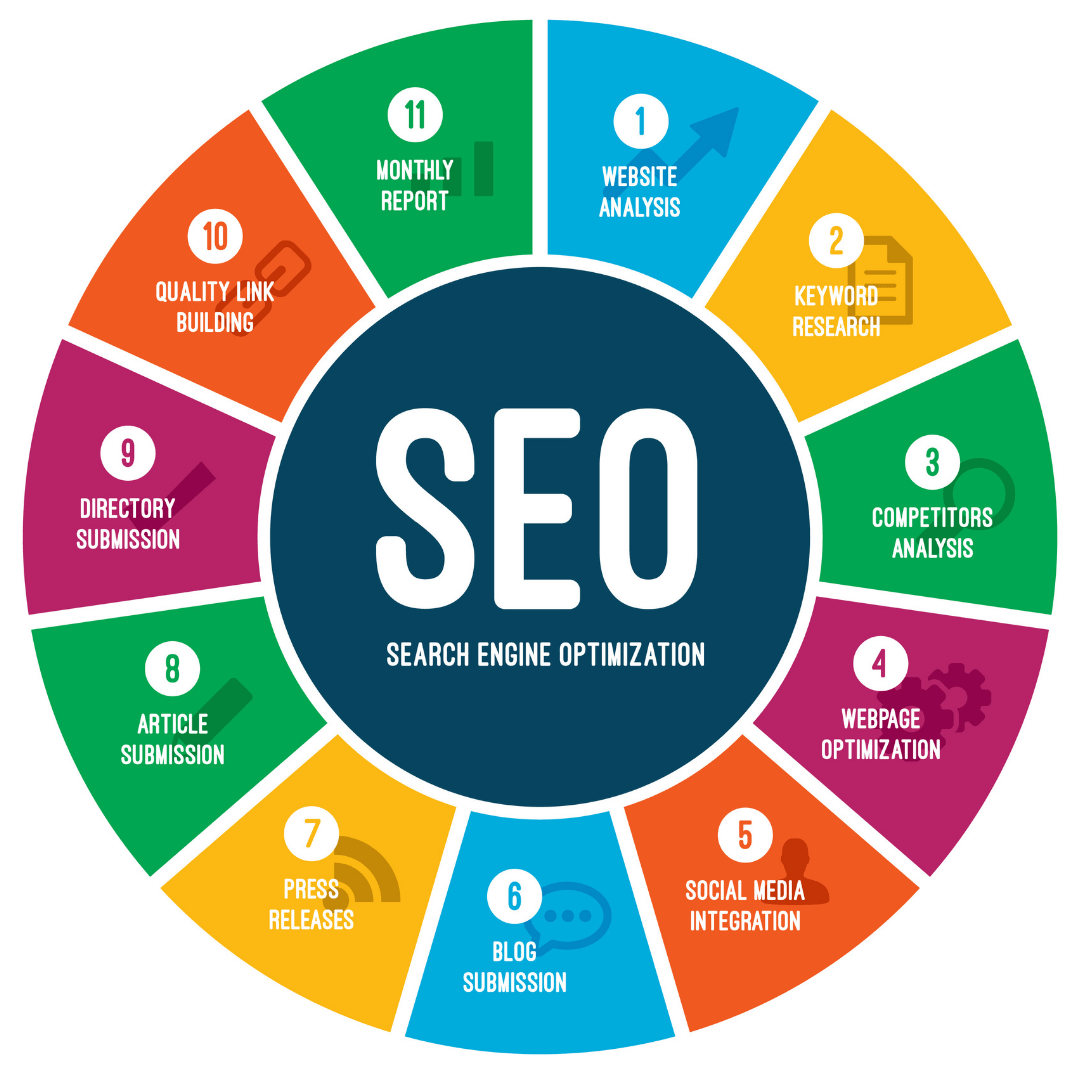 SEO
SEARCH ENGINE OPTIMIZATION
1
WEBSITE
ANALYSIS
2
KEYWORD
RESEARCH
3
COMPETITORS
ANALYSIS
4
WEBPAGE
OPTIMIZATION
5
SOCIAL MEDIA
INTEGRATION
6
BLOG
SUBMISSION
7
PRESS
RELEASES
8
ARTICLE
SUBMISSION
9
DIRECTORY
SUBMISSION
10
QUALITY LINK
BUILDING
11
MONTHLY
REPORT